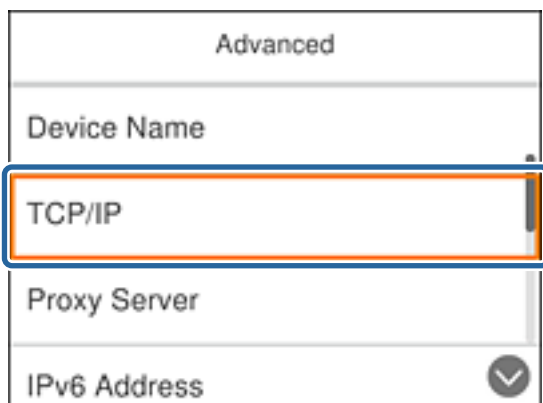 Advanced
Device Name
TCP/IP
Proxy Server
IPv6 Address